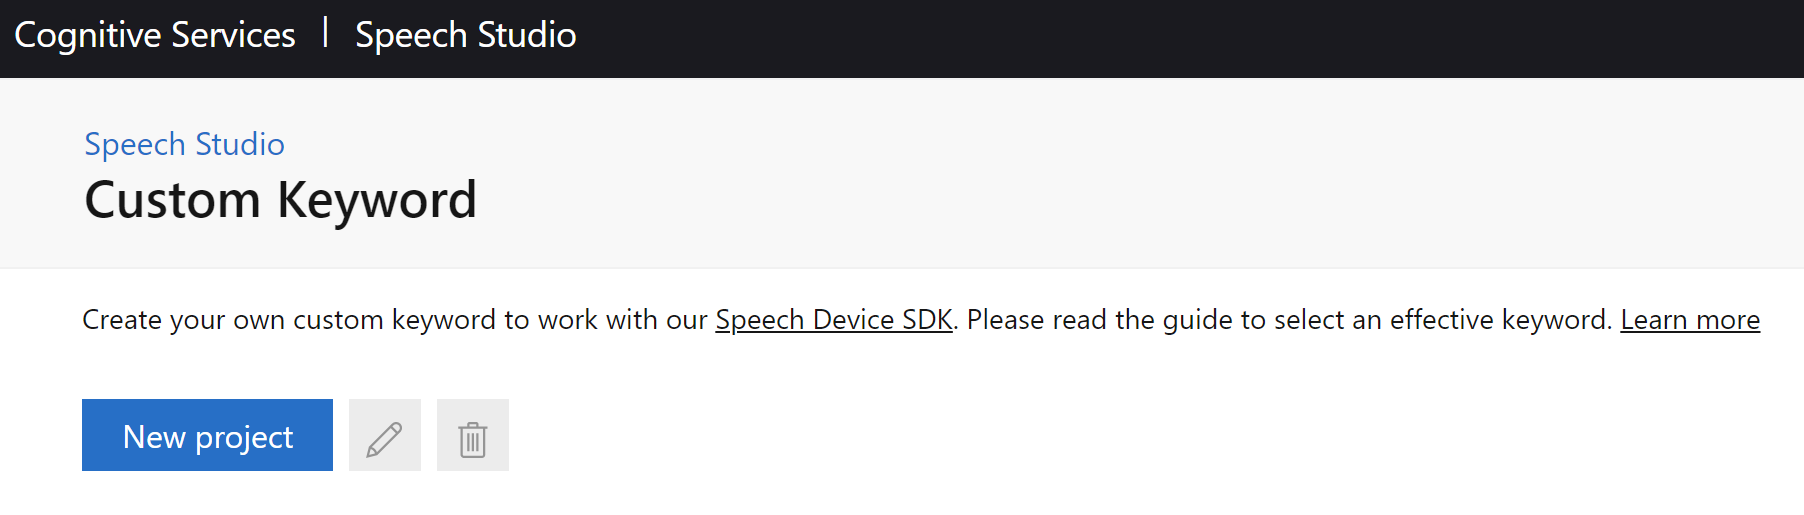 Cognitive Services | Speech Studio
Speech Studio
Custom Keyword
Create your own custom keyword to work with our Speech Device SDK. Please read the guide to select an effective keyword. Learn more
New project